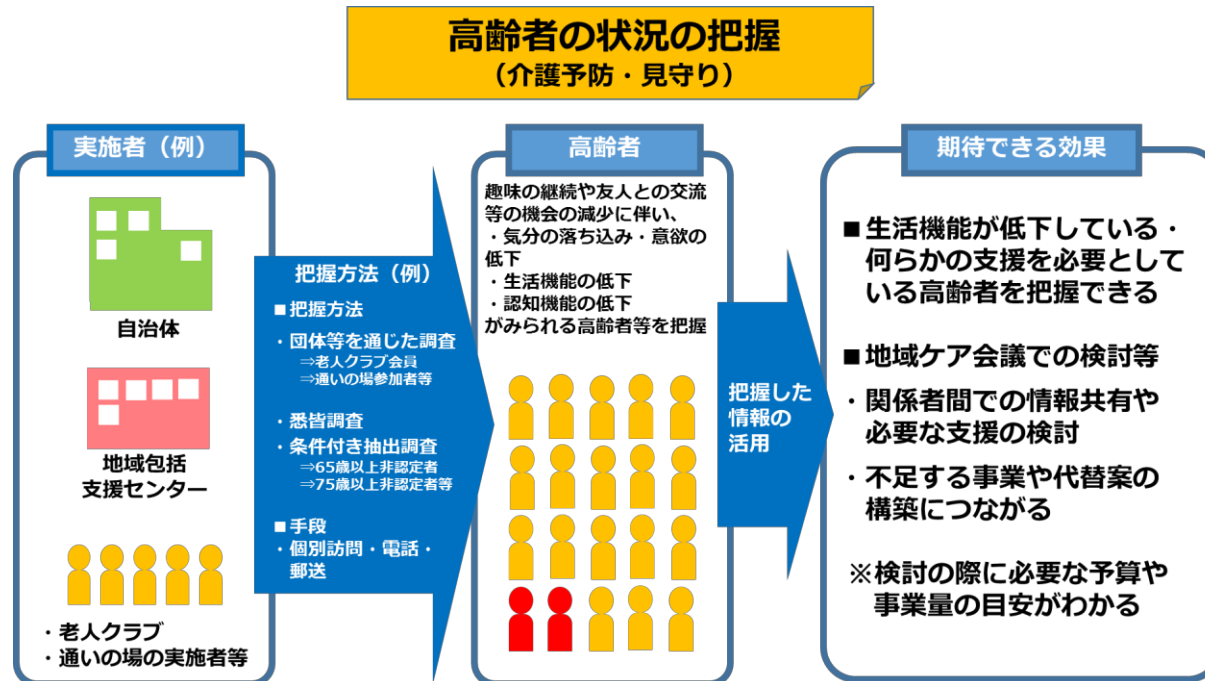 高齢者の状況の把握
（介護予防・見守り）
実施者（例）
自治体
地域包括
支援センター
・老人クラブ
・通いの場の実施者等
把握方法（例）
■把握方法
・団体等を通じた調査
⇒老人クラブ会員
⇒通いの場参加者等
・悉皆調査
・条件付き抽出調査
⇒65歳以上非認定者
⇒75歳以上非認定者等
■手段
・個別訪問・電話・
郵送
高齢者
趣味の継続や友人との交流
等の機会の減少に伴い、
・気分の落ち込み・意欲の
低下
・生活機能の低下
・認知機能の低下
がみられる高齢者等を把握
把握した
情報の
活用
期待できる効果
■生活機能が低下している・
何らかの支援を必要として
いる高齢者を把握できる
■地域ケア会議での検討等
・関係者間での情報共有や
必要な支援の検討
・不足する事業や代替案の
構築につながる
※検討の際に必要な予算や
事業量の目安がわかる